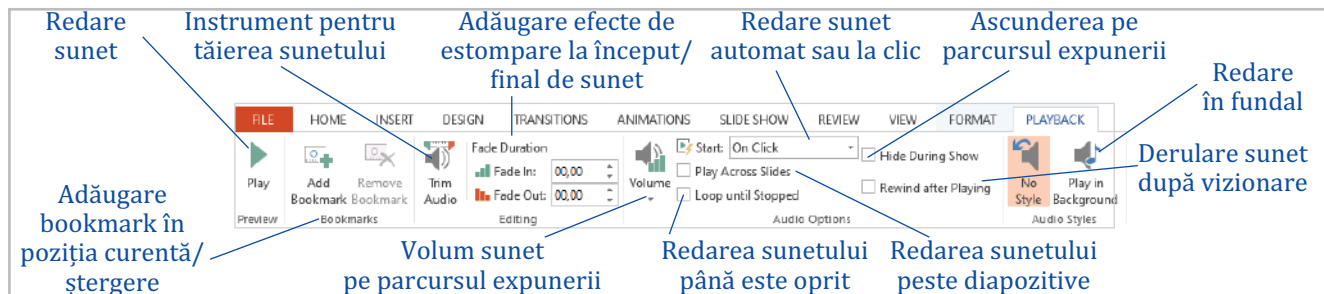 Redare
sunet
Instrument pentru
tăierea sunetului
Adăugare efecte de
estompare la început/
final de sunet
Redare sunet
automat sau la clic
Ascunderea pe
parcursul expunerii
Redare
în fundal
FILE HOME INSERT DESIGN TRANSITIONS ANIMATIONS SLIDE SHOW REVIEW VIEW FORMAT PLAYBACK
Play
Preview
Add
Bookmark
Remove
Bookmark
Bookmarks
Trim
Audio
Fade Duration
Fade In: 00,00
Fade Out: 00,00
Editing
Volume
Start: On Click
Play Across Slides
Loop until Stopped
Hide During Show
Rewind after Playing
Audio Options
No
Style
Play in
Background
Audio Styles
Derulare sunet
după vizionare
Adăugare
bookmark în
poziția curentă/
ștergere
Volum sunet
pe parcursul expunerii
Redarea sunetului
până este oprit
Redarea sunetului
peste diapozitive